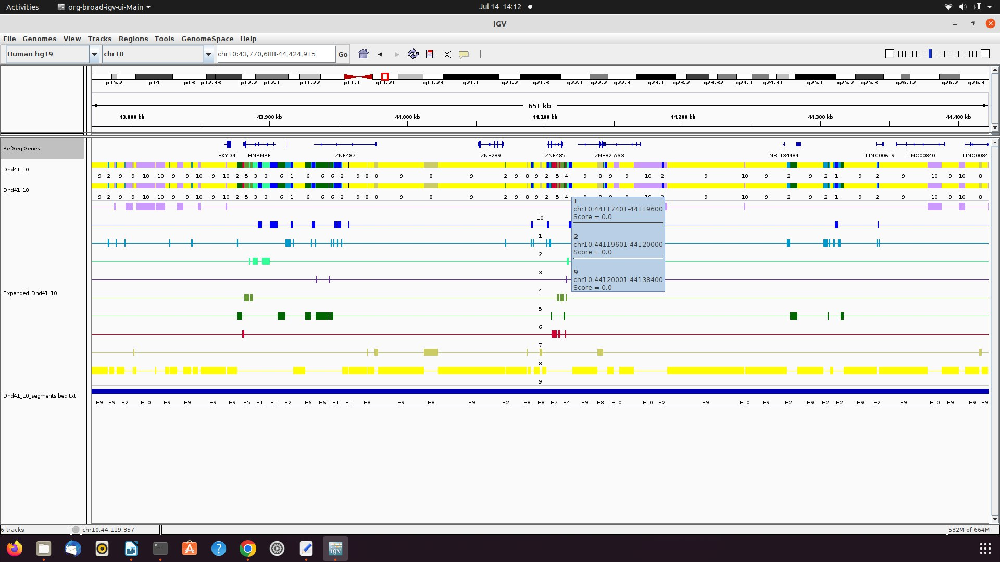 Activities
org-broad-igv-ui-Main
Jul 14 14:12
IGV
File Genomes View Tracks Regions Tools GenomeSpace Help
Human hg19
chr10
chr10:43,770,688-44,424,915
Go
p15.2 p14 p13 p12.33 p12.2 p12.1 p11.22 p11.1 q11.21 q11.23 q21.1 q21.2 q21.3 q22.1 q22.2 q22.3 q23.1 q23.2 q23.32 q24.1 q24.31 q25.1 q25.2 q25.3 q26.12 q26.2 q26.3
651 kb
43,800 kb 43,900 kb 44,000 kb 44,100 kb 44,200 kb 44,300 kb 44,400 kb
RefSeq Genes
FXYD4 HNRNPF ZNF487 ZNF239 ZNF485 ZNF32-AS3 NR_134484 LINC00619 LINC00840 LINC0084
Dnd41_10
9 2 9 9 10 10 9 10 9 10 2 5 3 3 6 1 6 6 6 2 9 8 8 9 8 9 2 9 8 9 2 5 4 9 8 9 10 2 9 10 9 2 9 2 1 9 2 9 10 9 10 8
Dnd41_10
9 2 9 9 10 10 9 10 9 10 2 5 3 3 6 1 6 6 6 2 9 8 8 9 8 9 2 9 8 9 2 5 4 9 8 9 10 2 9 10 9 2 9 2 1 9 2 9 10 9 10 8
1
chr10:44117401-44119600
Score = 0.0
2
chr10:44119601-44120000
Score = 0.0
9
chr10:44120001-44138400
Score = 0.0
10
1
2
3
4
Expanded_Dnd41_10
5
6
7
8
9
Dnd41_10_segments.bed.txt
E9 E9 E2 E10 E9 E9 E9 E9 E5 E1 E1 E2 E6 E6 E1 E1 E8 E9 E8 E9 E2 E8 E8 E7 E4 E9 E8 E10 E10 E2 E9 E10 E9 E2 E9 E2 E2 E9 E2 E9 E10 E9 E9 E9
6 tracks
chr10:44,119,357
532M of 664M
igv